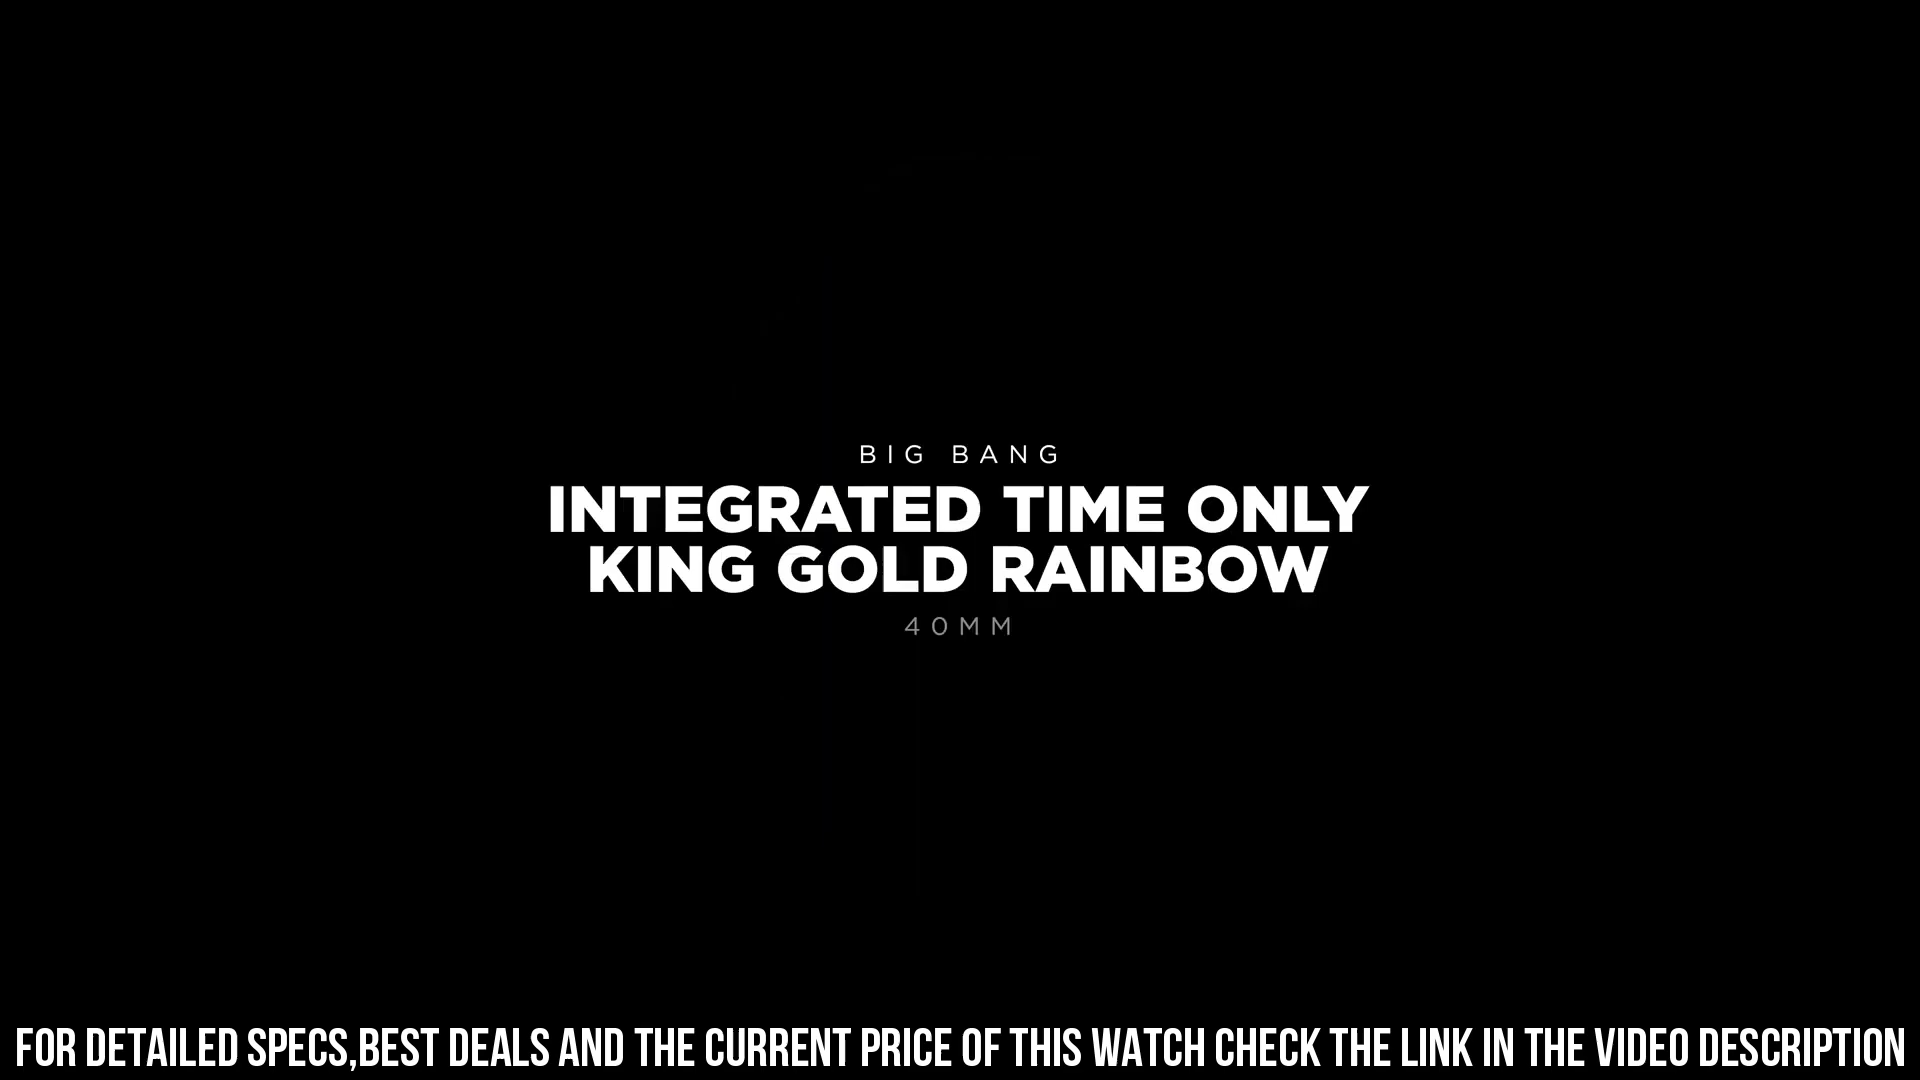 BIG BANG
INTEGRATED TIME ONLY
KING GOLD RAINBOW
40MM
FOR DETAILED SPECS,BEST DEALS AND THE CURRENT PRICE OF THIS WATCH CHECK THE LINK IN THE VIDEO DESCRIPTION